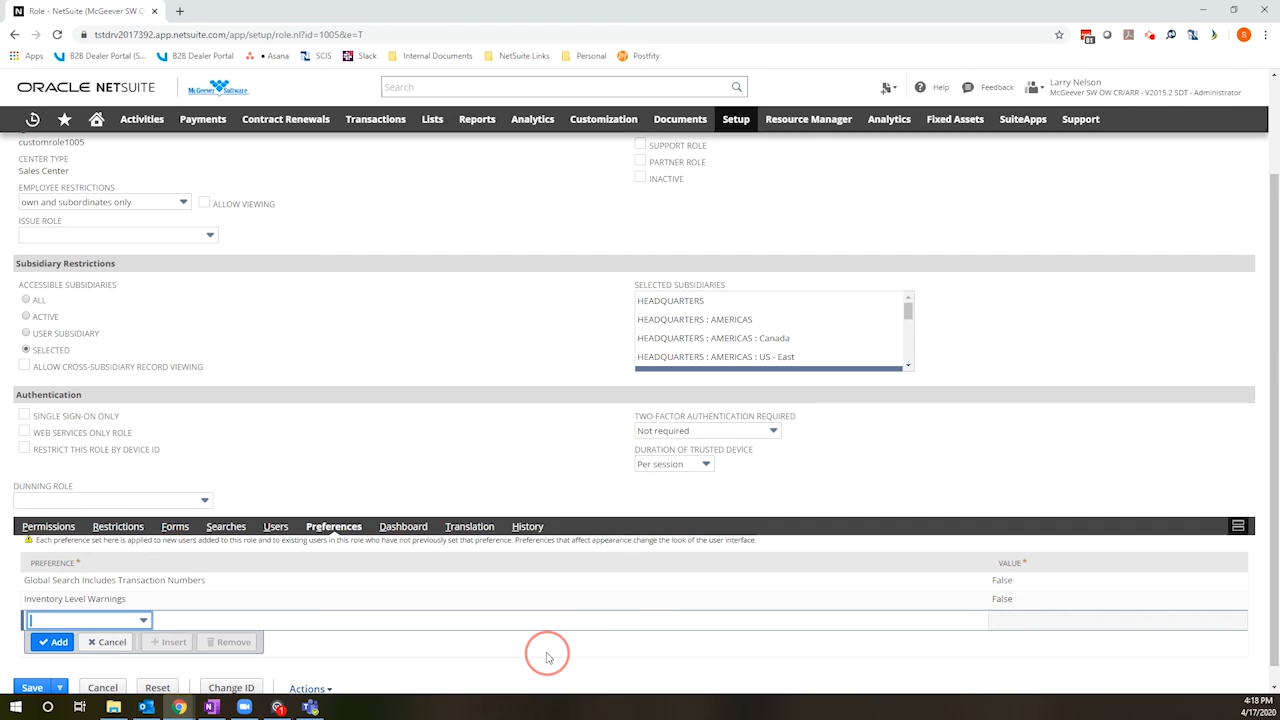 Role - NetSuite (McGeever SW O
tstdrv2017392.app.netsuite.com/app/setup/role.nl?id=1005&e=T
Apps B2B Dealer Portal (S... B2B Dealer Portal Asana SCIS Slack Internal Documents NetSuite Links Personal Postfity
ORACLE NETSUITE McGeever Software Search Help Feedback Larry Nelson
McGeever SW OW CR/ARR - V2015.2 SDT - Administrator
Activities Payments Contract Renewals Transactions Lists Reports Analytics Customization Documents Setup Resource Manager Analytics Fixed Assets SuiteApps Support
customrole1005
CENTER TYPE
Sales Center
EMPLOYEE RESTRICTIONS
own and subordinates only ALLOW VIEWING
ISSUE ROLE
SUPPORT ROLE
PARTNER ROLE
INACTIVE
Subsidiary Restrictions
ACCESSIBLE SUBSIDIARIES
ALL
ACTIVE
USER SUBSIDIARY
SELECTED
ALLOW CROSS-SUBSIDIARY RECORD VIEWING
SELECTED SUBSIDIARIES
HEADQUARTERS
HEADQUARTERS : AMERICAS
HEADQUARTERS : AMERICAS : Canada
HEADQUARTERS : AMERICAS : US - East
Authentication
SINGLE SIGN-ON ONLY
WEB SERVICES ONLY ROLE
RESTRICT THIS ROLE BY DEVICE ID
TWO-FACTOR AUTHENTICATION REQUIRED
Not required
DURATION OF TRUSTED DEVICE
Per session
DUNNING ROLE
Permissions Restrictions Forms Searches Users Preferences Dashboard Translation History
Each preference set here is applied to new users added to this role and to existing users in this role who have not previously set that preference. Preferences that affect appearance change the look of the user interface.
PREFERENCE * VALUE *
Global Search Includes Transaction Numbers False
Inventory Level Warnings False
Add Cancel Insert Remove
Save Cancel Reset Change ID Actions
4:18 PM
4/17/2020